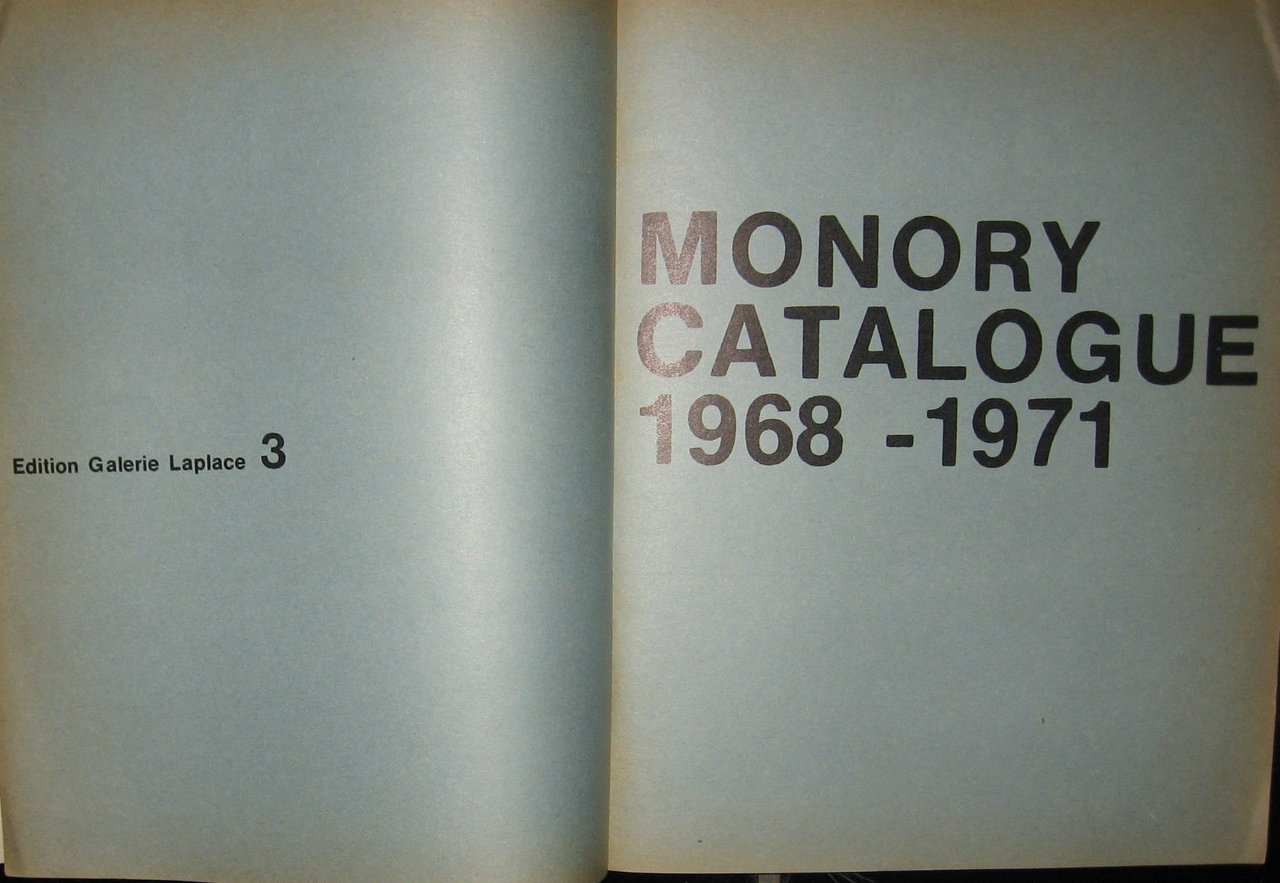 Edition Galerie Laplace 3
MONORY
CATALOGUE
1968 -1971